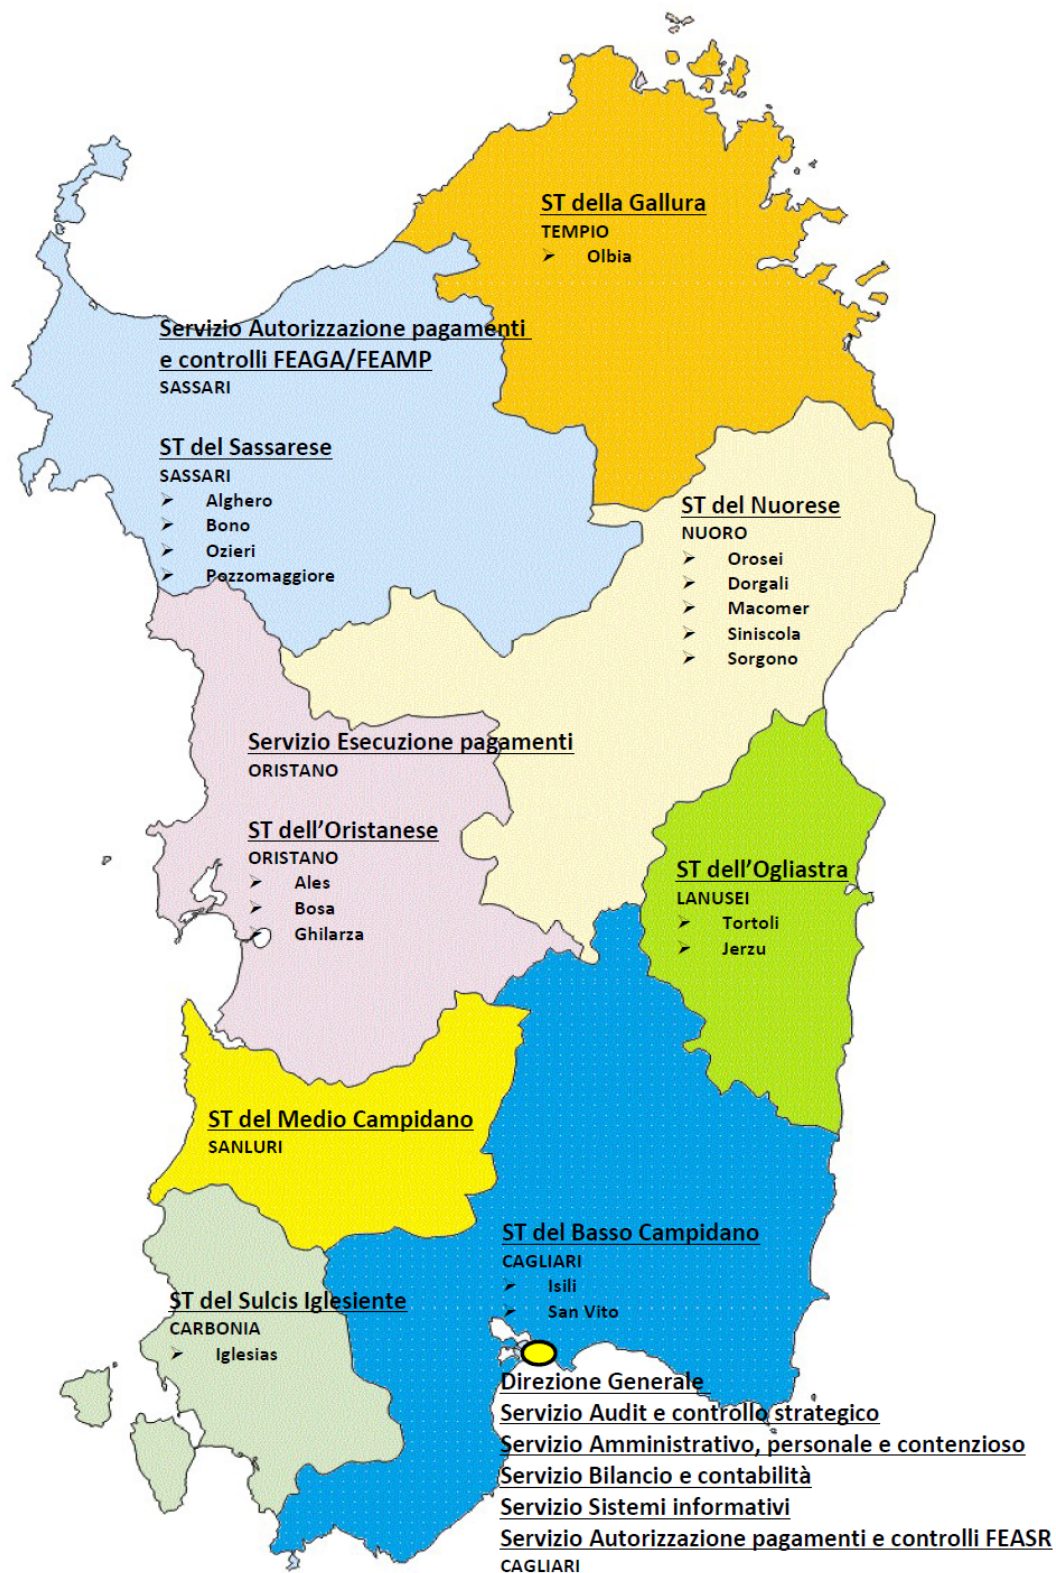 ST della Gallura
TEMPIO
➢ Olbia
Servizio Autorizzazione pagamenti
e controlli FEAGA/FEAMP
SASSARI
ST del Sassarese
SASSARI
➢ Alghero
➢ Bono
➢ Ozieri
➢ Pozzomaggiore
ST del Nuorese
NUORO
➢ Orosei
➢ Dorgali
➢ Macomer
➢ Siniscola
➢ Sorgono
Servizio Esecuzione pagamenti
ORISTANO
ST dell’Oristanese
ORISTANO
➢ Ales
➢ Bosa
➢ Ghilarza
ST dell’Ogliastra
LANUSEI
➢ Tortoli
➢ Jerzu
ST del Medio Campidano
SANLURI
ST del Basso Campidano
CAGLIARI
➢ Isili
➢ San Vito
ST del Sulcis Iglesiente
CARBONIA
➢ Iglesias
Direzione Generale
Servizio Audit e controllo strategico
Servizio Amministrativo, personale e contenzioso
Servizio Bilancio e contabilità
Servizio Sistemi informativi
Servizio Autorizzazione pagamenti e controlli FEASR
CAGLIARI